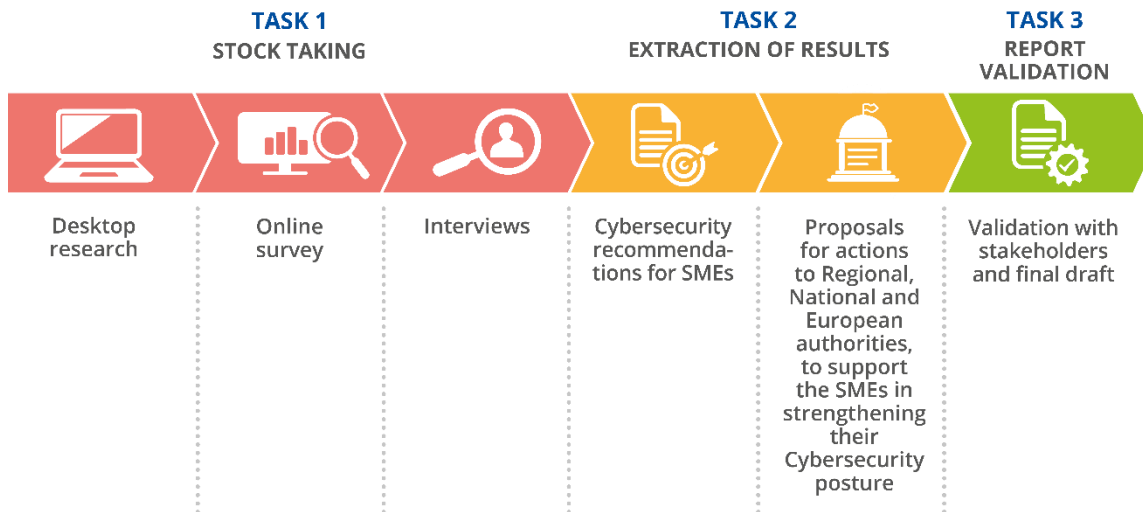 TASK 1
STOCK TAKING
TASK 2
EXTRACTION OF RESULTS
TASK 3
REPORT
VALIDATION
Desktop
research
Online
survey
Interviews
Cybersecurity
recommenda-
tions for SMEs
Proposals
for actions
to Regional,
National and
European
authorities,
to support
the SMEs in
strengthening
their
Cybersecurity
posture
Validation with
stakeholders
and final draft